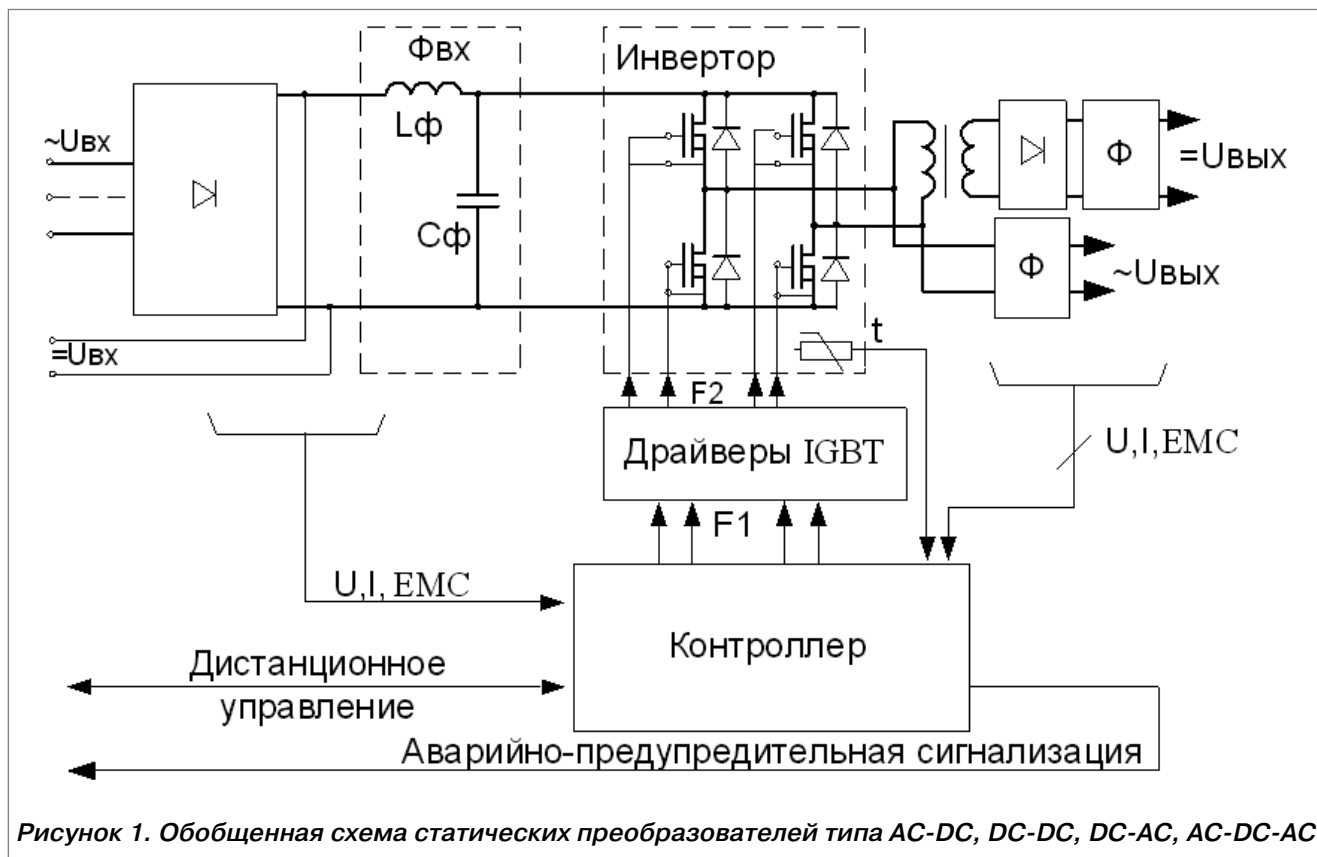 Фвх
Инвертор
Lф
~Uвх
=Uвых
Ф
Cф
Ф
~Uвых
t
=Uвх
F2
Драйверы IGBT
U,I,EMC
F1
U,I, EMC
Контроллер
Дистанционное
управление
Аварийно-предупредительная сигнализация
Рисунок 1. Обобщенная схема статических преобразователей типа AC-DC, DC-DC, DC-AC, AC-DC-AC